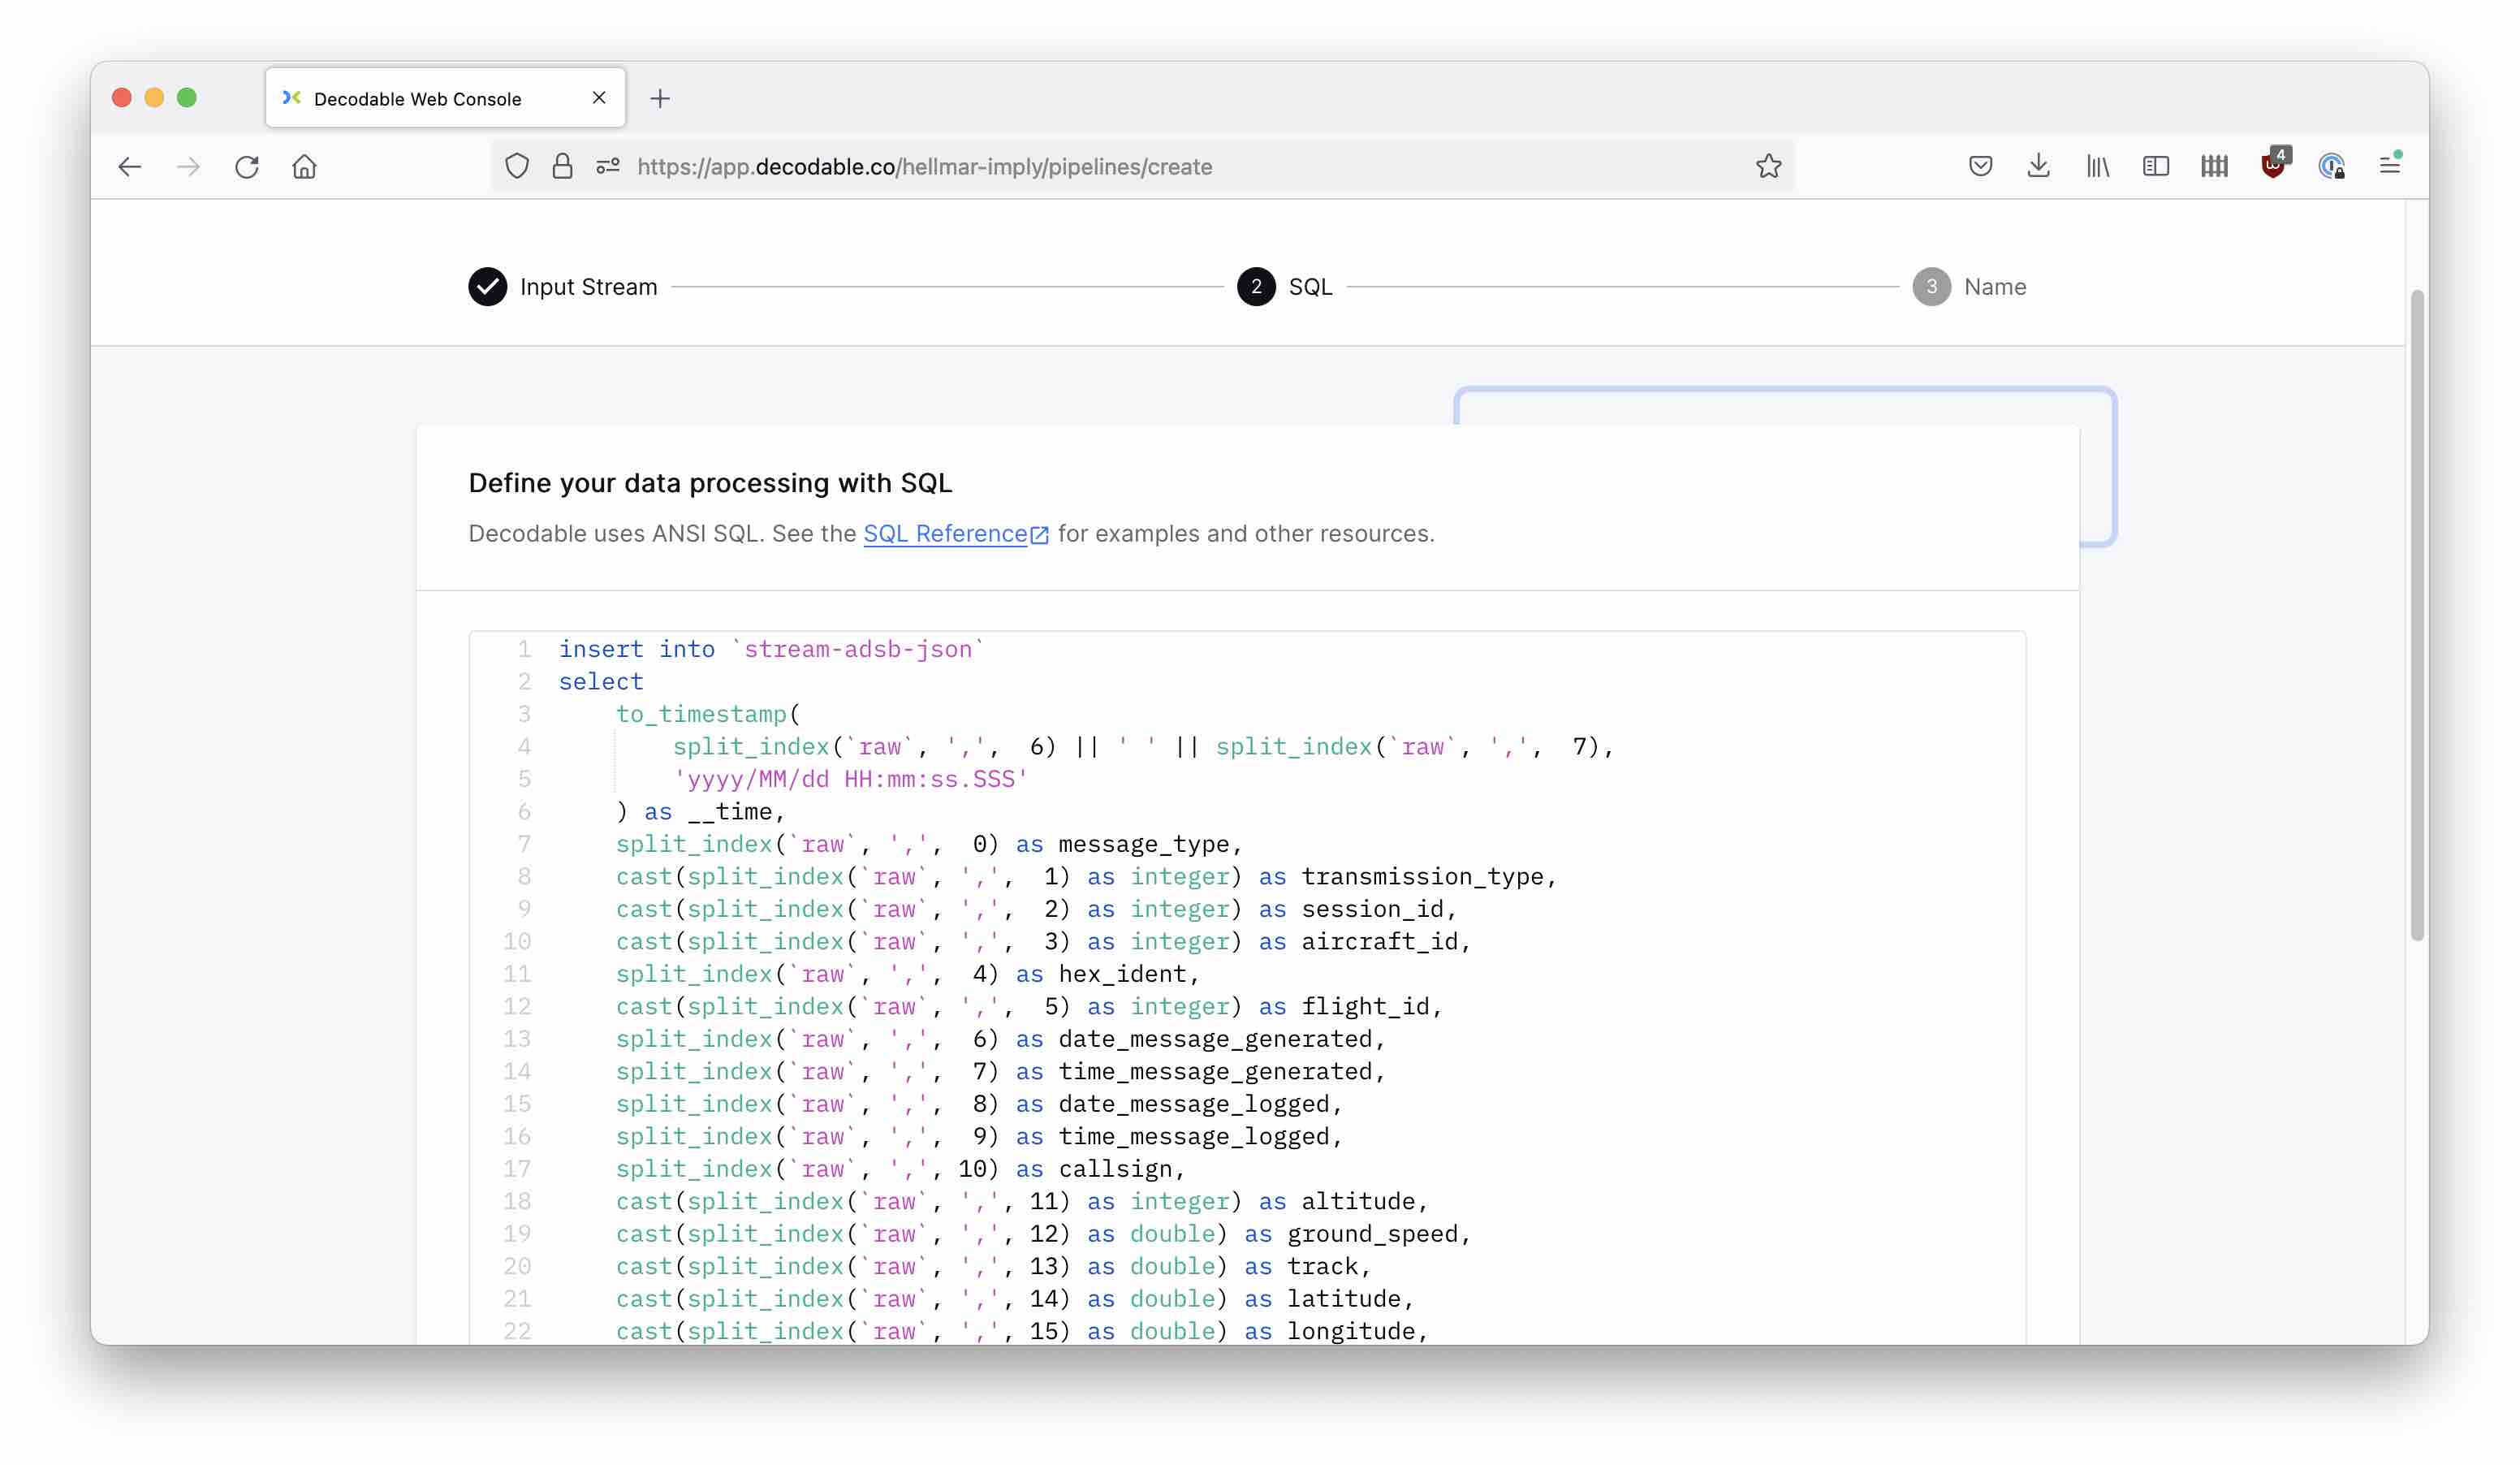 Decodable Web Console
4
https://app.decodable.co/hellmar-imply/pipelines/create
Input Stream
2 SQL
3 Name
Define your data processing with SQL
Decodable uses ANSI SQL. See the SQL Reference for examples and other resources.
1 insert into `stream-adsb-json`
2 select
3     to_timestamp(
4         split_index(`raw`, ',',  6) || ' ' || split_index(`raw`, ',',  7),
5         'yyyy/MM/dd HH:mm:ss.SSS'
6     ) as __time,
7     split_index(`raw`, ',',  0) as message_type,
8     cast(split_index(`raw`, ',',  1) as integer) as transmission_type,
9     cast(split_index(`raw`, ',',  2) as integer) as session_id,
10     cast(split_index(`raw`, ',',  3) as integer) as aircraft_id,
11     split_index(`raw`, ',',  4) as hex_ident,
12     cast(split_index(`raw`, ',',  5) as integer) as flight_id,
13     split_index(`raw`, ',',  6) as date_message_generated,
14     split_index(`raw`, ',',  7) as time_message_generated,
15     split_index(`raw`, ',',  8) as date_message_logged,
16     split_index(`raw`, ',',  9) as time_message_logged,
17     split_index(`raw`, ',', 10) as callsign,
18     cast(split_index(`raw`, ',', 11) as integer) as altitude,
19     cast(split_index(`raw`, ',', 12) as double) as ground_speed,
20     cast(split_index(`raw`, ',', 13) as double) as track,
21     cast(split_index(`raw`, ',', 14) as double) as latitude,
22     cast(split_index(`raw`, ',', 15) as double) as longitude,